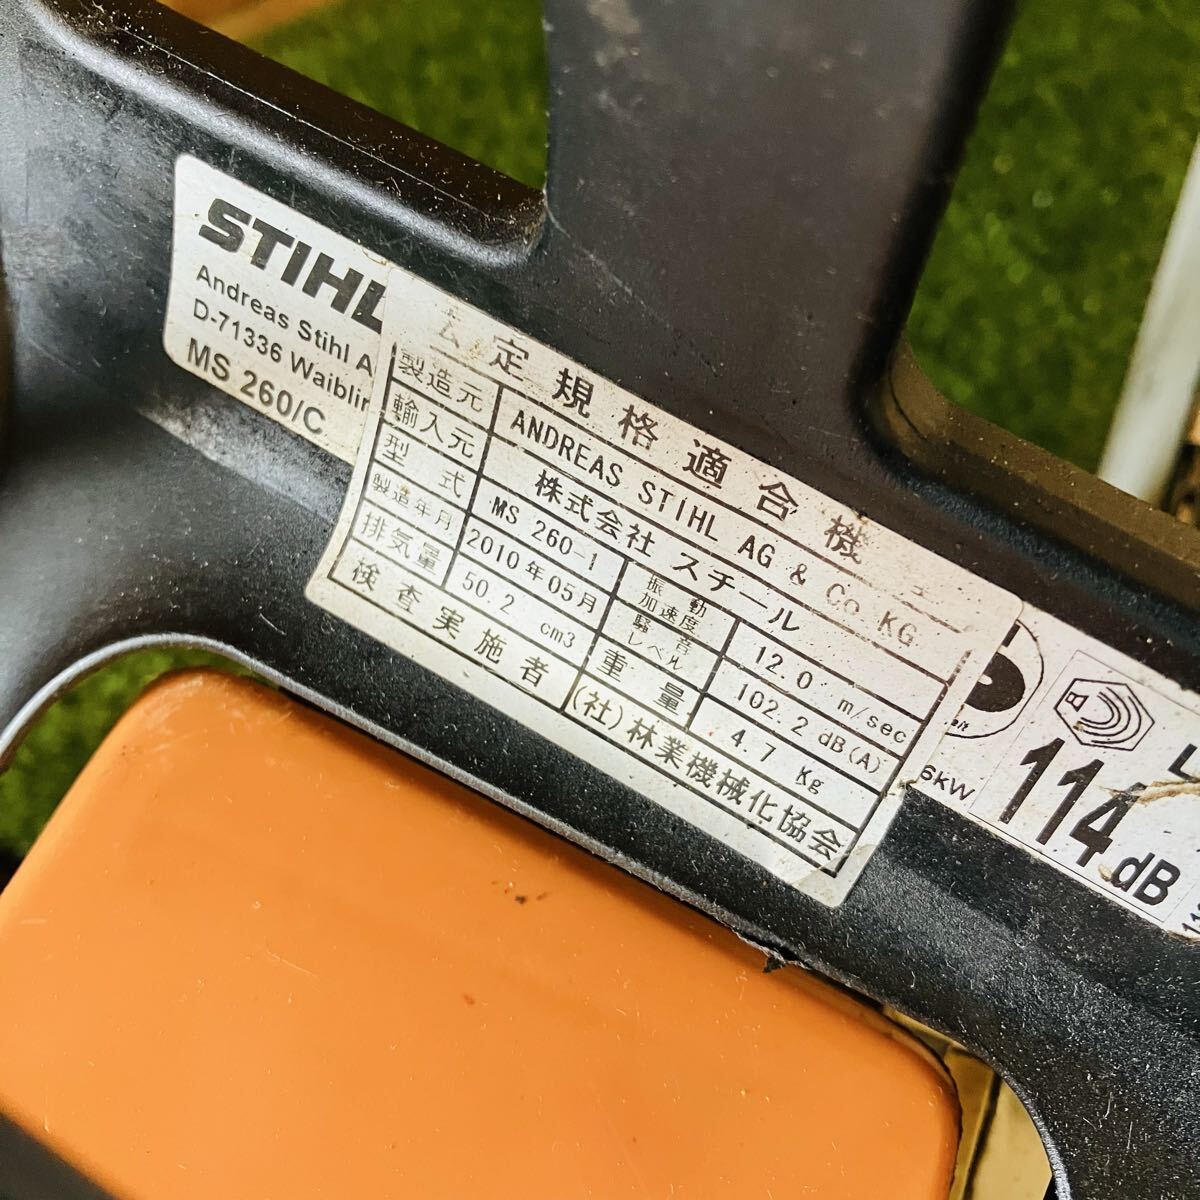 STIHL
Andreas Stihl A
D-71336 Waiblin
MS 260/C
定規格適合機
製造元 ANDREAS STIHL AG & Co KG
輸入元 株式会社 スチール
型式 MS 260-1 振動加速度 12.0 m/sec
製造年月 2010年05月 騒音レベル 102.2 dB(A)
排気量 50.2 cm3 重量 4.7 Kg
検査実施者 (社)林業機械化協会
6KW
114dB